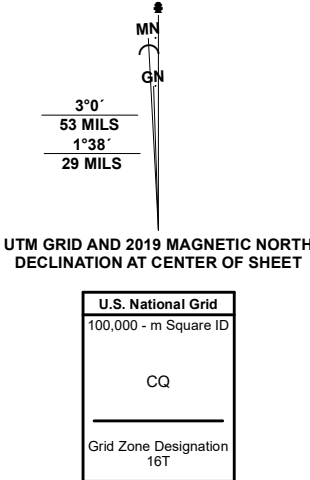 MN
GN
3°0´
53 MILS
1°38´
29 MILS
UTM GRID AND 2019 MAGNETIC NORTH
DECLINATION AT CENTER OF SHEET
U.S. National Grid
100,000 - m Square ID
CQ
Grid Zone Designation
16T